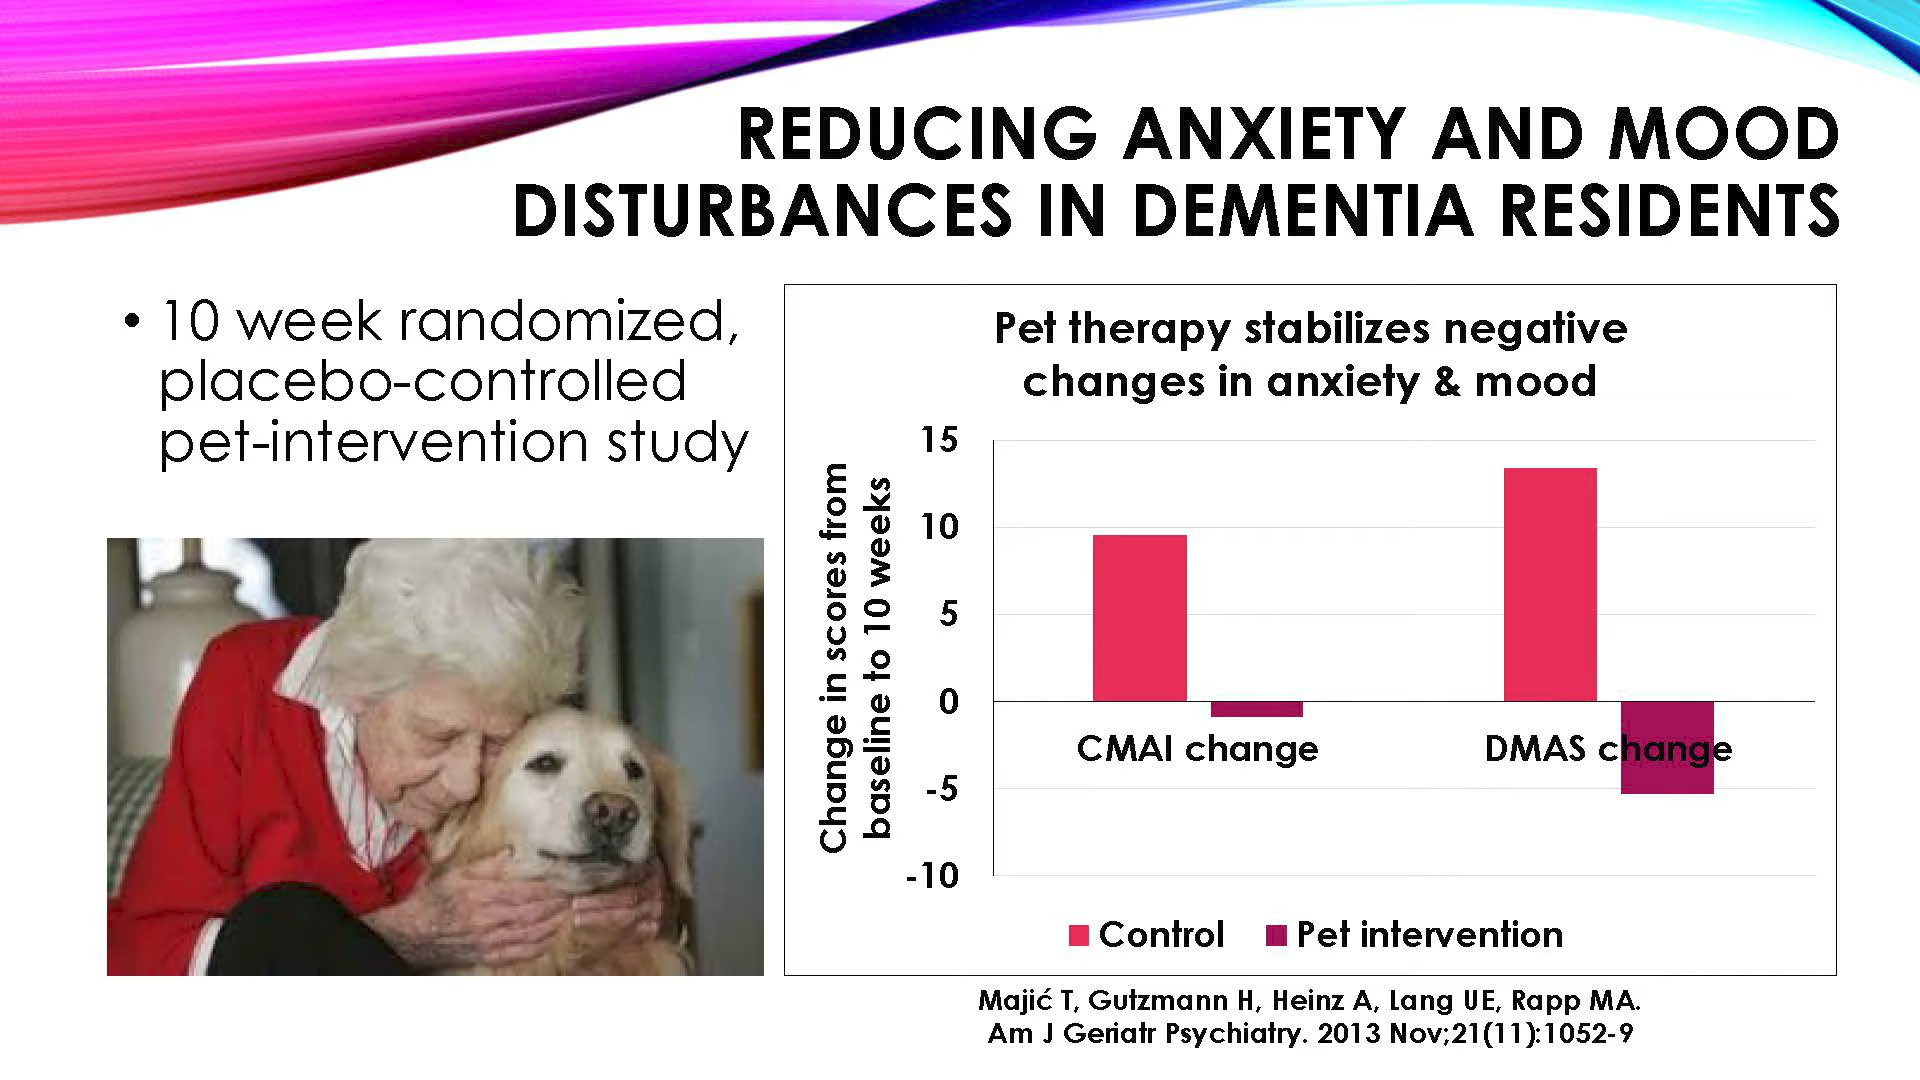 REDUCING ANXIETY AND MOOD
DISTURBANCES IN DEMENTIA RESIDENTS
• 10 week randomized,
placebo-controlled
pet-intervention study
Pet therapy stabilizes negative
changes in anxiety & mood
Change in scores from
baseline to 10 weeks
15
10
5
0
-5
-10
CMAI change
DMAS change
Control
Pet intervention
Majić T, Gutzmann H, Heinz A, Lang UE, Rapp MA.
Am J Geriatr Psychiatry. 2013 Nov;21(11):1052-9